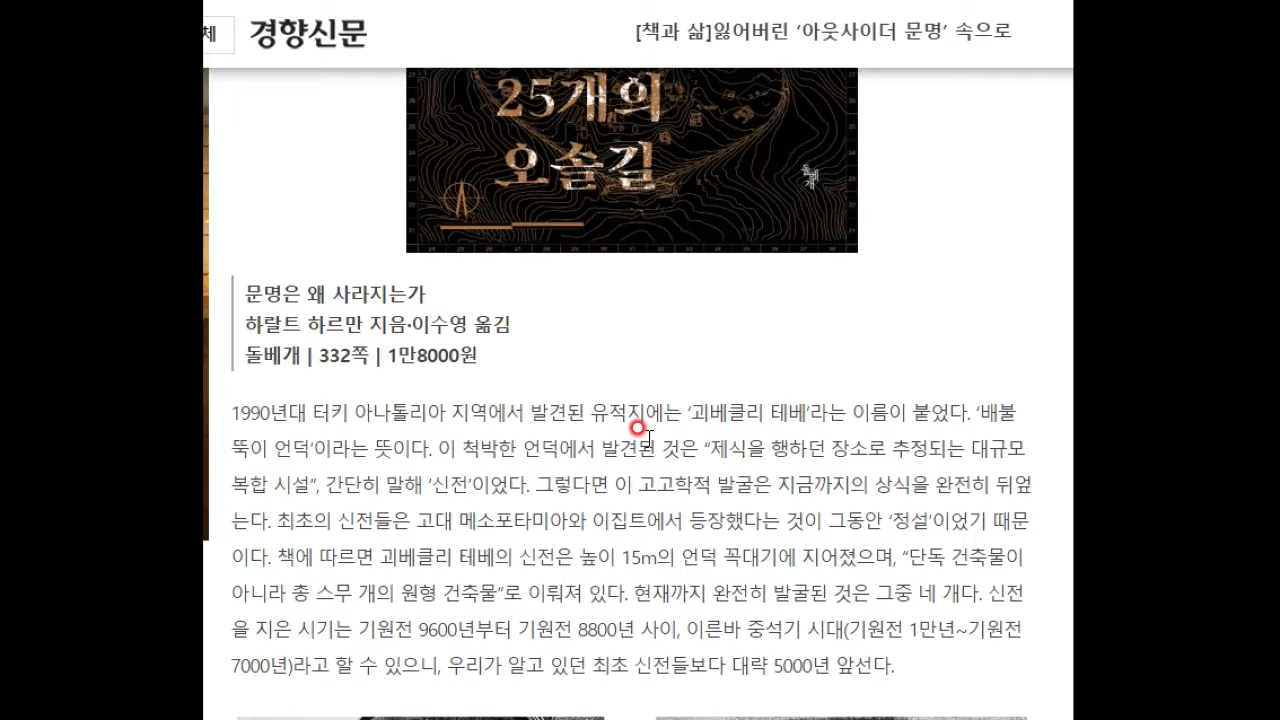 체
경향신문
[책과 삶]잃어버린 ‘아웃사이더 문명’ 속으로
25개의
오솔길
돌베개
문명은 왜 사라지는가
하랄트 하르만 지음·이수영 옮김
돌베개 | 332쪽 | 1만8000원
1990년대 터키 아나톨리아 지역에서 발견된 유적지에는 ‘괴베클리 테베’라는 이름이 붙었다. ‘배불
뚝이 언덕’이라는 뜻이다. 이 척박한 언덕에서 발견된 것은 “제식을 행하던 장소로 추정되는 대규모
복합 시설”, 간단히 말해 ‘신전’이었다. 그렇다면 이 고고학적 발굴은 지금까지의 상식을 완전히 뒤엎
는다. 최초의 신전들은 고대 메소포타미아와 이집트에서 등장했다는 것이 그동안 ‘정설’이었기 때문
이다. 책에 따르면 괴베클리 테베의 신전은 높이 15m의 언덕 꼭대기에 지어졌으며, “단독 건축물이
아니라 총 스무 개의 원형 건축물”로 이뤄져 있다. 현재까지 완전히 발굴된 것은 그중 네 개다. 신전
을 지은 시기는 기원전 9600년부터 기원전 8800년 사이, 이른바 중석기 시대(기원전 1만년~기원전
7000년)라고 할 수 있으니, 우리가 알고 있던 최초 신전들보다 대략 5000년 앞선다.